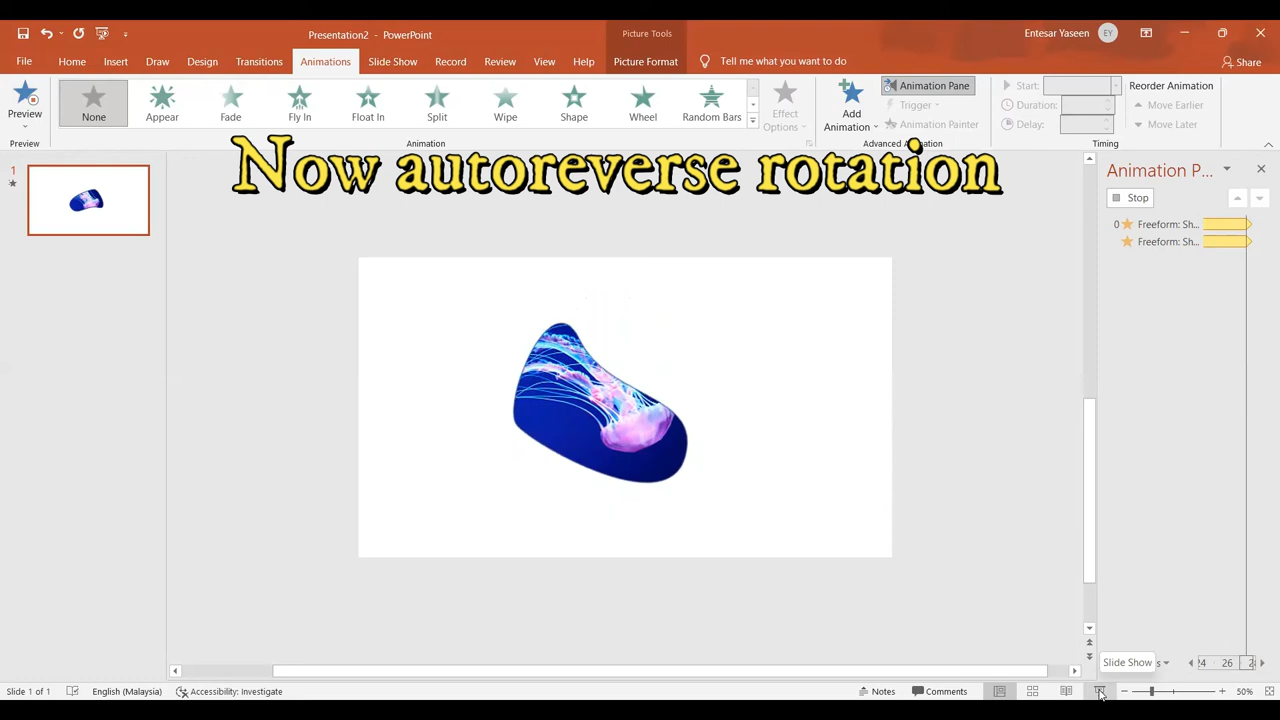 Presentation2 - PowerPoint
Picture Tools
Entesar Yaseen
EY
File
Home
Insert
Draw
Design
Transitions
Animations
Slide Show
Record
Review
View
Help
Picture Format
Tell me what you want to do
Share
Preview
None
Appear
Fade
Fly In
Float In
Split
Wipe
Shape
Wheel
Random Bars
Effect
Options
Add
Animation
Animation Pane
Trigger
Animation Painter
Start:
Duration:
Delay:
Reorder Animation
Move Earlier
Move Later
Preview
Animation
Advanced Animation
Timing
Now autoreverse rotation
1
Animation P...
Stop
0 Freeform: Sh...
Freeform: Sh...
Slide Show
26
Slide 1 of 1
English (Malaysia)
Accessibility: Investigate
Notes
Comments
50%